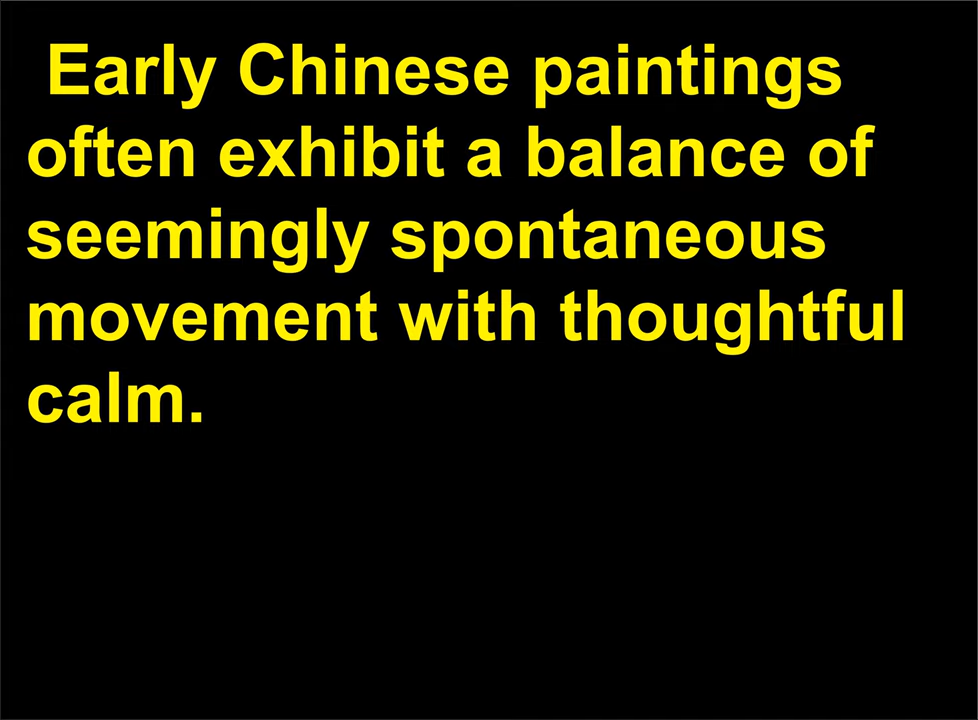 Early Chinese paintings
often exhibit a balance of
seemingly spontaneous
movement with thoughtful
calm.